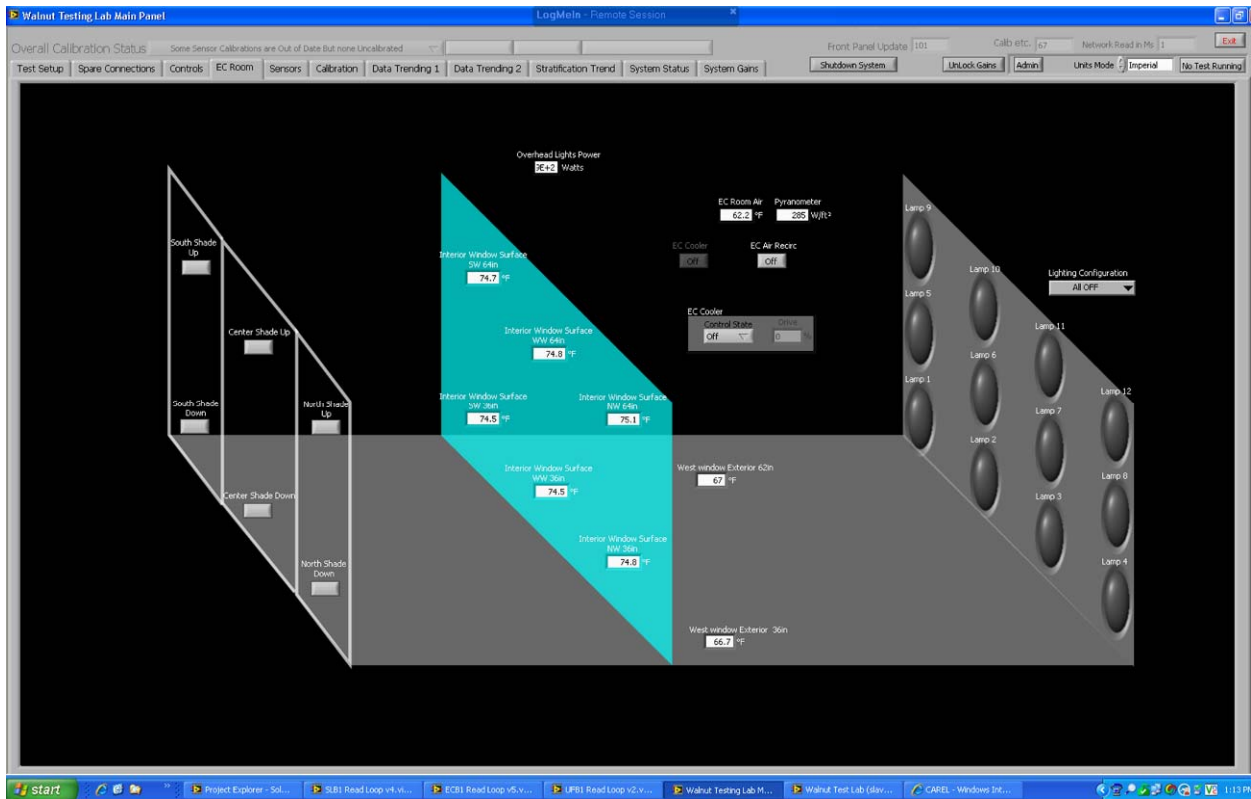 Walnut Testing Lab Main Panel
LogMeIn - Remote Session
Overall Calibration Status
Some Sensor Calibrations are Out of Date But none Uncalibrated
Front Panel Update 101
Calib etc. 67
Network Read in Ms 1
Exit
Test Setup
Spare Connections
Controls
EC Room
Sensors
Calibration
Data Trending 1
Data Trending 2
Stratification Trend
System Status
System Gains
Shutdown System
UnLock Gains
Admin
Units Mode Imperial
No Test Running
Overhead Lights Power
Watts
EC Room Air
62.2 °F
Pyranometer
285 W/ft²
EC Cooler
Off
EC Air Recirc
Off
EC Cooler
Control State
Off
Drive
0 %
South Shade
Up
Center Shade Up
South Shade
Down
North Shade
Up
Center Shade Down
North Shade
Down
Interior Window Surface
SW 64in
74.7 °F
Interior Window Surface
WW 64in
74.8 °F
Interior Window Surface
SW 36in
74.5 °F
Interior Window Surface
NW 64in
75.1 °F
Interior Window Surface
WW 36in
74.5 °F
Interior Window Surface
NW 36in
74.8 °F
West window Exterior 62in
67 °F
West window Exterior 36in
66.7 °F
Lighting Configuration
All OFF
Lamp 9
Lamp 10
Lamp 5
Lamp 11
Lamp 6
Lamp 1
Lamp 12
Lamp 7
Lamp 2
Lamp 8
Lamp 3
Lamp 4
start
Project Explorer - Sol...
SLB1 Read Loop v4.vi...
ECB1 Read Loop v5.v...
UFB1 Read Loop v2.v...
Walnut Testing Lab M...
Walnut Test Lab (slav...
CAREL - Windows Int...
1:13 PM